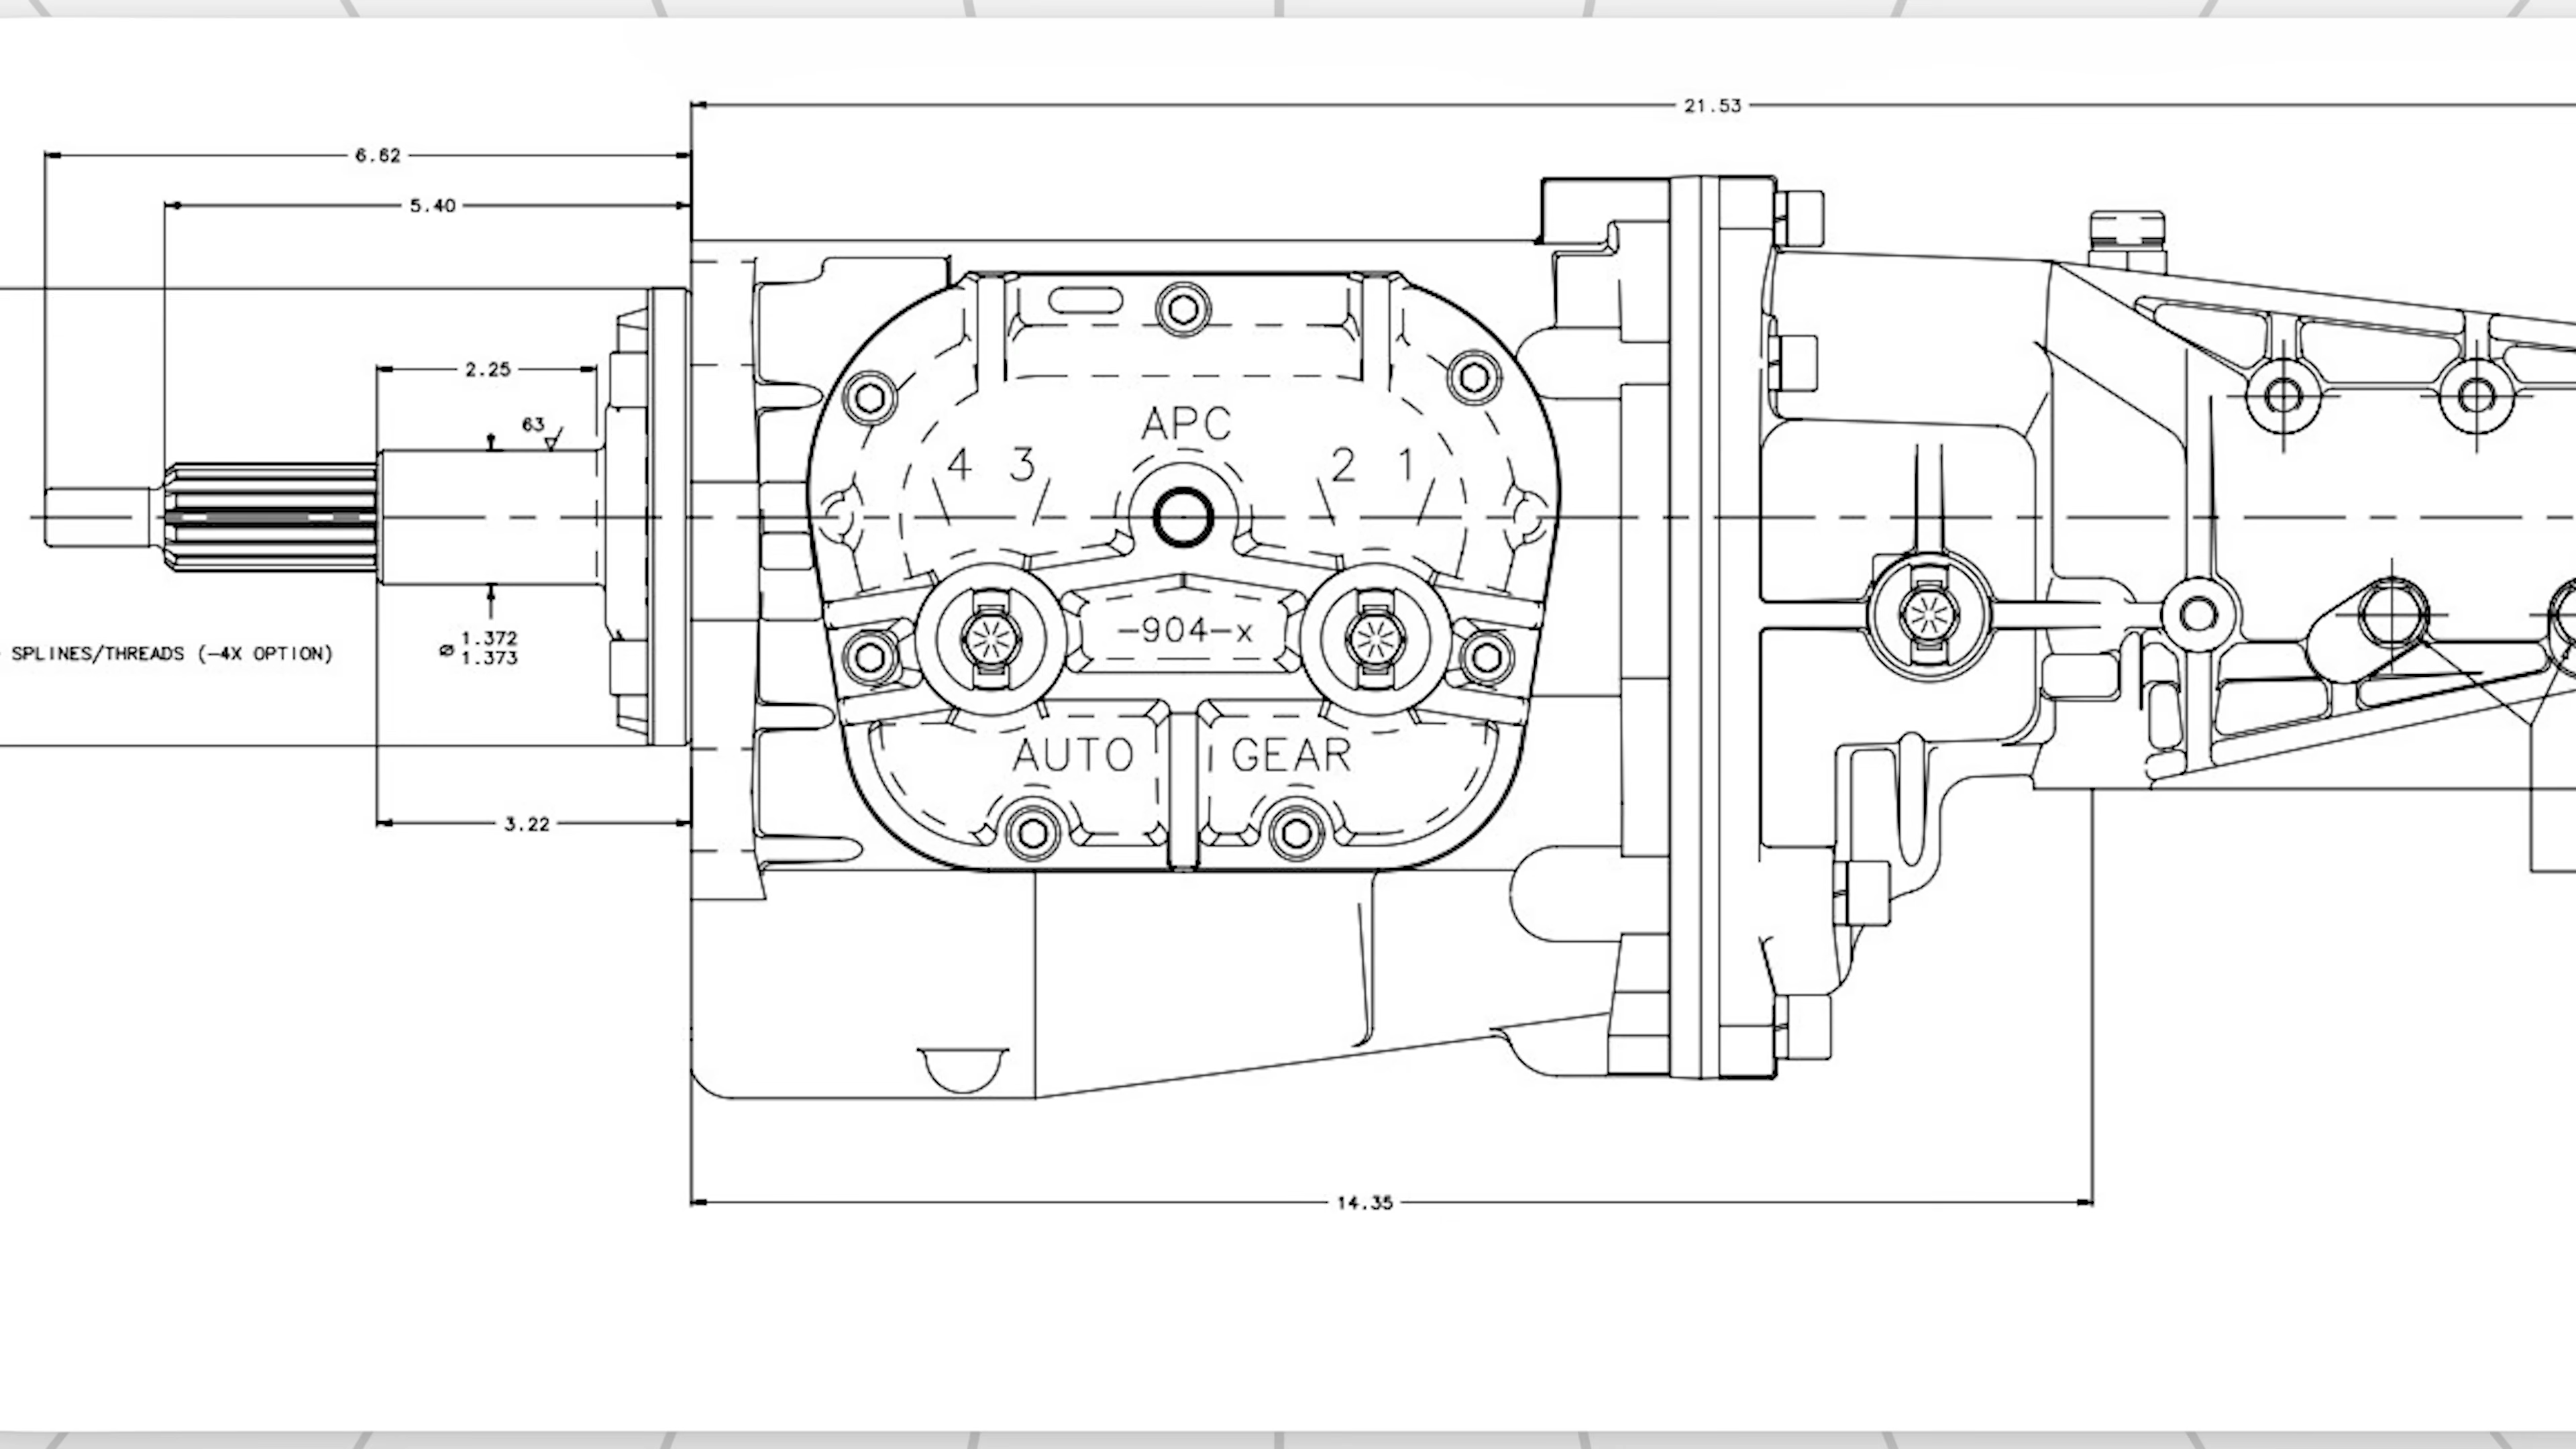 21.53
6.62
5.40
2.25
63
APC
4 3 2 1
-904-x
Ø 1.372
1.373
SPLINES/THREADS (-4X OPTION)
AUTO GEAR
3.22
14.35